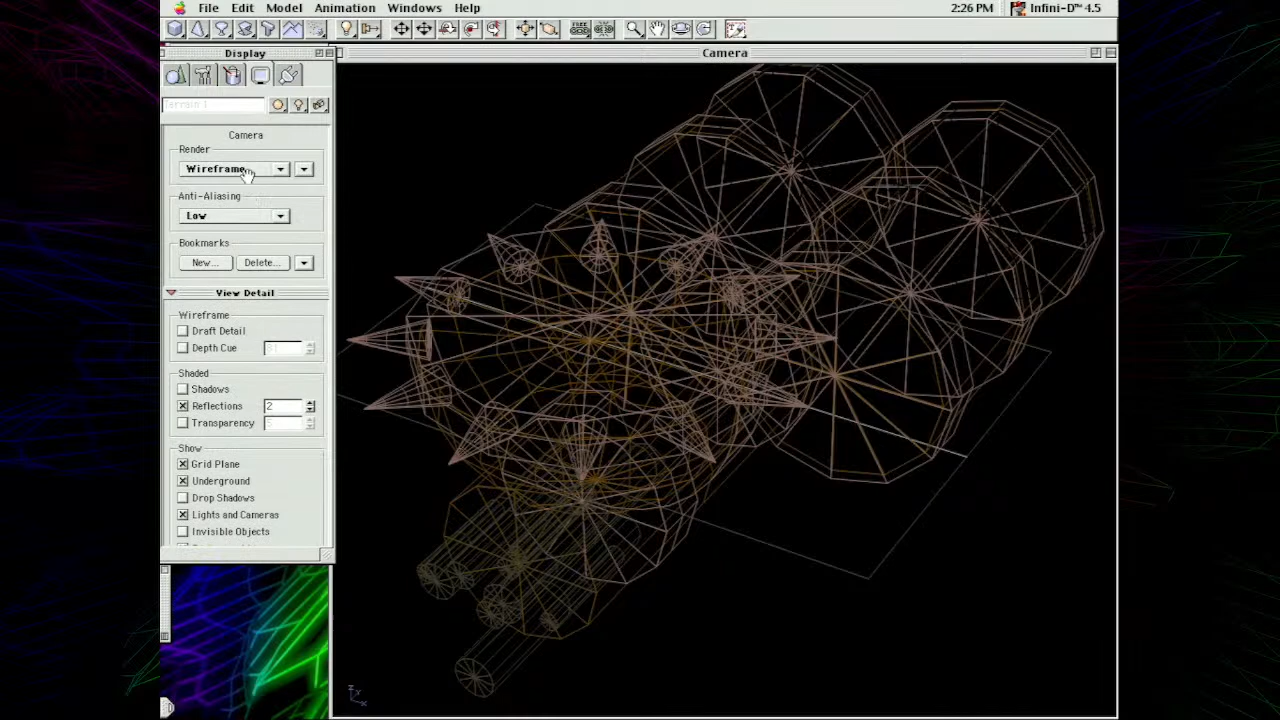 File Edit Model Animation Windows Help 2:26 PM Infini-D™ 4.5
Display
Camera
Terrain 1
Camera
Render
Wireframe
Anti-Aliasing
Low
Bookmarks
New... Delete...
View Detail
Wireframe
Draft Detail
Depth Cue
Shaded
Shadows
Reflections 2
Transparency
Show
Grid Plane
Underground
Drop Shadows
Lights and Cameras
Invisible Objects